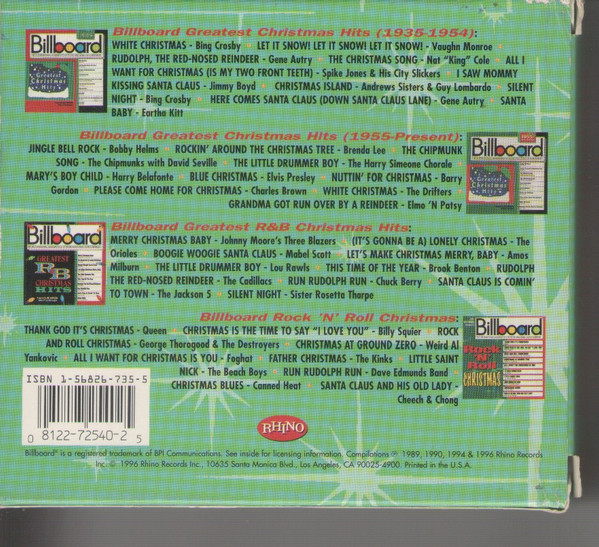 Billboard Greatest Christmas Hits (1935-1954):
WHITE CHRISTMAS - Bing Crosby LET IT SNOW! LET IT SNOW! LET IT SNOW! - Vaughn Monroe
RUDOLPH, THE RED-NOSED REINDEER - Gene Autry THE CHRISTMAS SONG - Nat "King" Cole ALL I
WANT FOR CHRISTMAS (IS MY TWO FRONT TEETH) - Spike Jones & His City Slickers I SAW MOMMY
KISSING SANTA CLAUS - Jimmy Boyd CHRISTMAS ISLAND - Andrews Sisters & Guy Lombardo SILENT
NIGHT - Bing Crosby HERE COMES SANTA CLAUS (DOWN SANTA CLAUS LANE) - Gene Autry SANTA
BABY - Eartha Kitt
Billboard
Greatest
Christmas
Hits
Billboard Greatest Christmas Hits (1955-Present):
JINGLE BELL ROCK - Bobby Helms ROCKIN' AROUND THE CHRISTMAS TREE - Brenda Lee THE CHIPMUNK
SONG - The Chipmunks with David Seville THE LITTLE DRUMMER BOY - The Harry Simeone Chorale
MARY'S BOY CHILD - Harry Belafonte BLUE CHRISTMAS - Elvis Presley NUTTIN' FOR CHRISTMAS - Barry
Gordon PLEASE COME HOME FOR CHRISTMAS - Charles Brown WHITE CHRISTMAS - The Drifters
GRANDMA GOT RUN OVER BY A REINDEER - Elmo 'N Patsy
Billboard
Greatest
Christmas
Hits
Billboard Greatest R&B Christmas Hits:
MERRY CHRISTMAS BABY - Johnny Moore's Three Blazers (IT'S GONNA BE A) LONELY CHRISTMAS - The
Orioles BOOGIE WOOGIE SANTA CLAUS - Mabel Scott LET'S MAKE CHRISTMAS MERRY, BABY - Amos
Milburn THE LITTLE DRUMMER BOY - Lou Rawls THIS TIME OF THE YEAR - Brook Benton RUDOLPH
THE RED-NOSED REINDEER - The Cadillacs RUN RUDOLPH RUN - Chuck Berry SANTA CLAUS IS COMIN'
TO TOWN - The Jackson 5 SILENT NIGHT - Sister Rosetta Tharpe
Billboard
GREATEST
R&B
CHRISTMAS
HITS
Billboard Rock 'N' Roll Christmas:
THANK GOD IT'S CHRISTMAS - Queen CHRISTMAS IS THE TIME TO SAY "I LOVE YOU" - Billy Squier ROCK
AND ROLL CHRISTMAS - George Thorogood & The Destroyers CHRISTMAS AT GROUND ZERO - Weird Al
Yankovic ALL I WANT FOR CHRISTMAS IS YOU - Foghat FATHER CHRISTMAS - The Kinks LITTLE SAINT
NICK - The Beach Boys RUN RUDOLPH RUN - Dave Edmunds Band
CHRISTMAS BLUES - Canned Heat SANTA CLAUS AND HIS OLD LADY -
Cheech & Chong
Billboard
Rock
'N'
Roll
CHRISTMAS
ISBN 1-56826-735-5
0 8122-72540-2 5
RHINO
Billboard® is a registered trademark of BPI Communications. See inside for licensing information. Compilations ℗ 1989, 1990, 1994 & 1996 Rhino Records
Inc. © 1996 Rhino Records Inc., 10635 Santa Monica Blvd., Los Angeles, CA 90025-4900. Printed in the U.S.A.